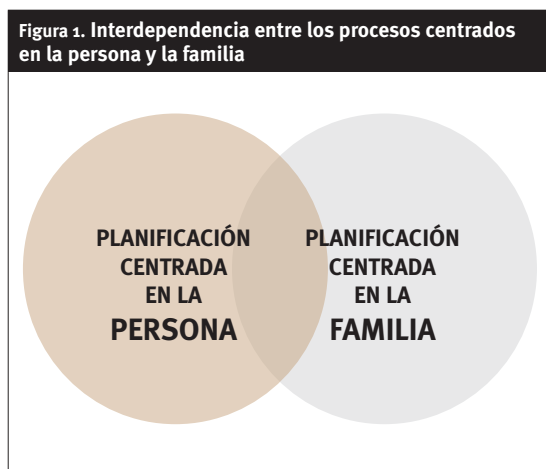 Figura 1. Interdependencia entre los procesos centrados
en la persona y la familia
PLANIFICACIÓN
CENTRADA
EN LA
PERSONA
PLANIFICACIÓN
CENTRADA
EN LA
FAMILIA